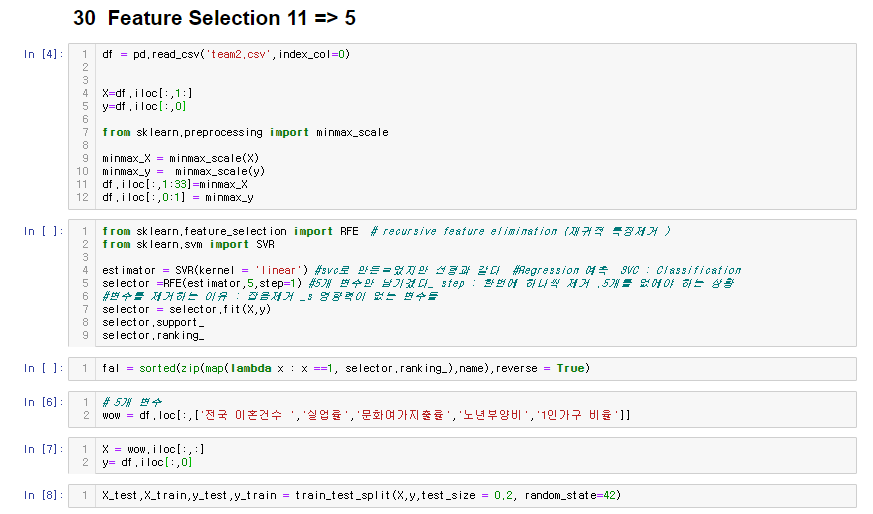 30 Feature Selection 11 => 5
In [4]:
1 df = pd.read_csv('team2.csv',index_col=0)
2
3
4 X=df.iloc[:,1:]
5 y=df.iloc[:,0]
6
7 from sklearn.preprocessing import minmax_scale
8
9 minmax_X = minmax_scale(X)
10 minmax_y = minmax_scale(y)
11 df.iloc[:,1:33]=minmax_X
12 df.iloc[:,0:1] = minmax_y
In [ ]:
1 from sklearn.feature_selection import RFE # recursive feature elimination (재귀적 특징제거 )
2 from sklearn.svm import SVR
3
4 estimator = SVR(kernel = 'linear') #svc로 만든 었지만 선형과 같다 #Regression 예측 SVC : Classification
5 selector =RFE(estimator,5,step=1) #5개 변수만 남기겠다_ step : 한번에 하나씩 제거 .5개를 없애야 하는 상황
6 #변수를 제거하는 이유 : 잡음제거 _s 영향력이 없는 변수들
7 selector = selector.fit(X,y)
8 selector.support_
9 selector.ranking_
In [ ]:
1 fal = sorted(zip(map(lambda x : x ==1, selector.ranking_),name),reverse = True)
In [6]:
1 # 5개 변수
2 wow = df.loc[:,['전국 이혼건수 ','실업률','문화여가지출률','노년부양비','1인가구 비율']]
In [7]:
1 X = wow.iloc[:,:]
2 y= df.iloc[:,0]
In [8]:
1 X_test,X_train,y_test,y_train = train_test_split(X,y,test_size = 0.2, random_state=42)